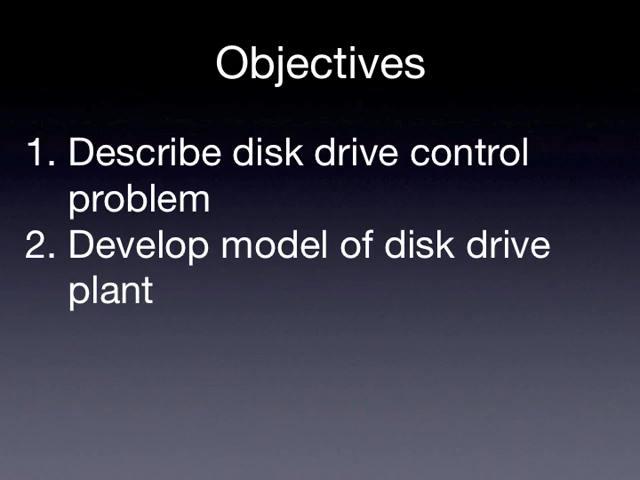 Objectives
1. Describe disk drive control
problem
2. Develop model of disk drive
plant